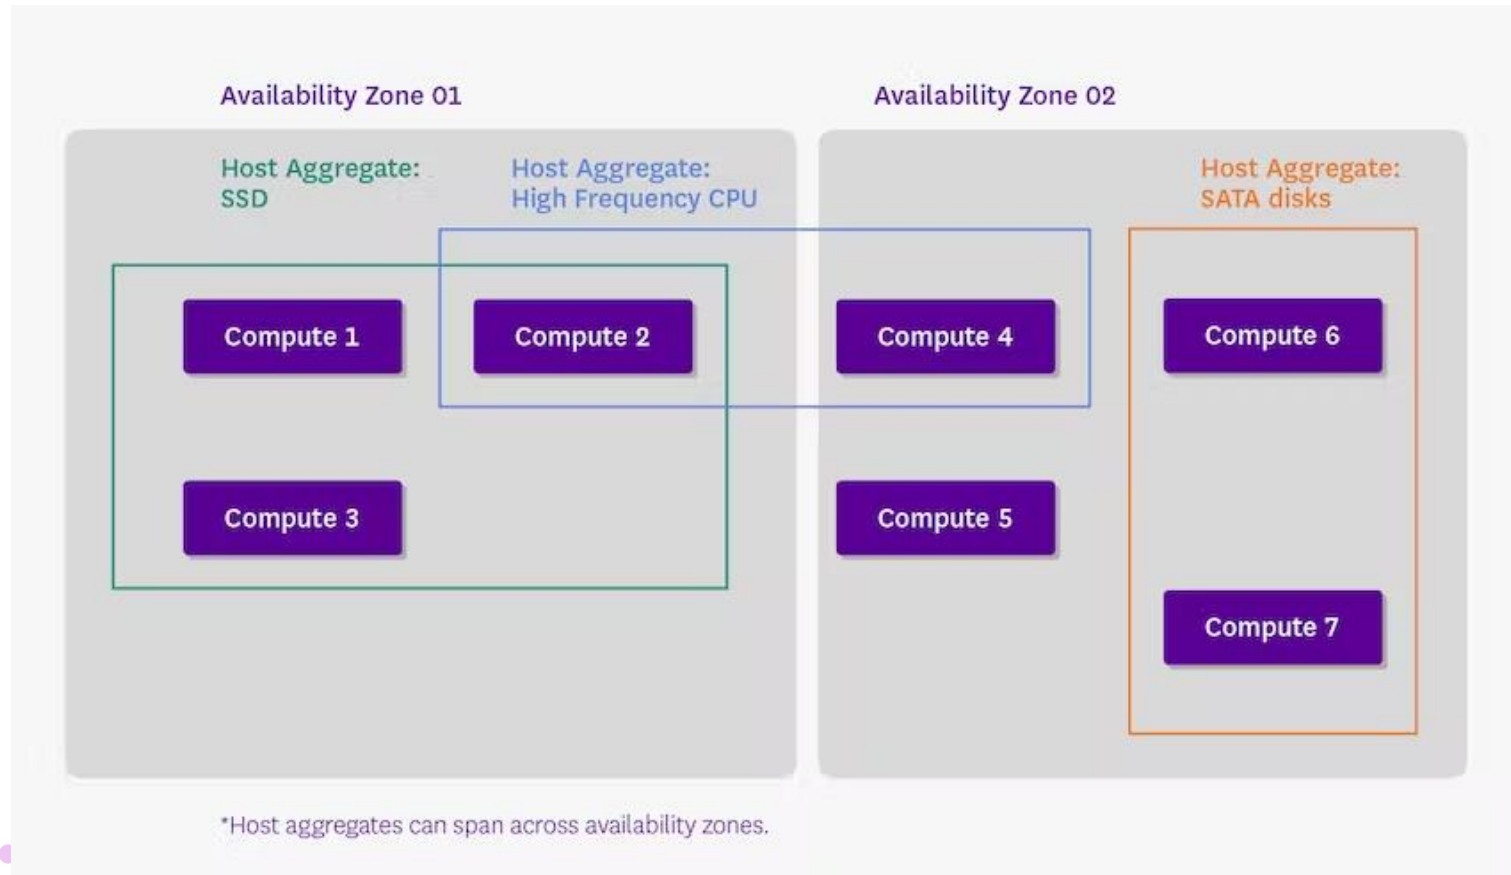 Availability Zone 01
Availability Zone 02
Host Aggregate:
SSD
Host Aggregate:
High Frequency CPU
Host Aggregate:
SATA disks
Compute 1
Compute 2
Compute 4
Compute 6
Compute 3
Compute 5
Compute 7
*Host aggregates can span across availability zones.